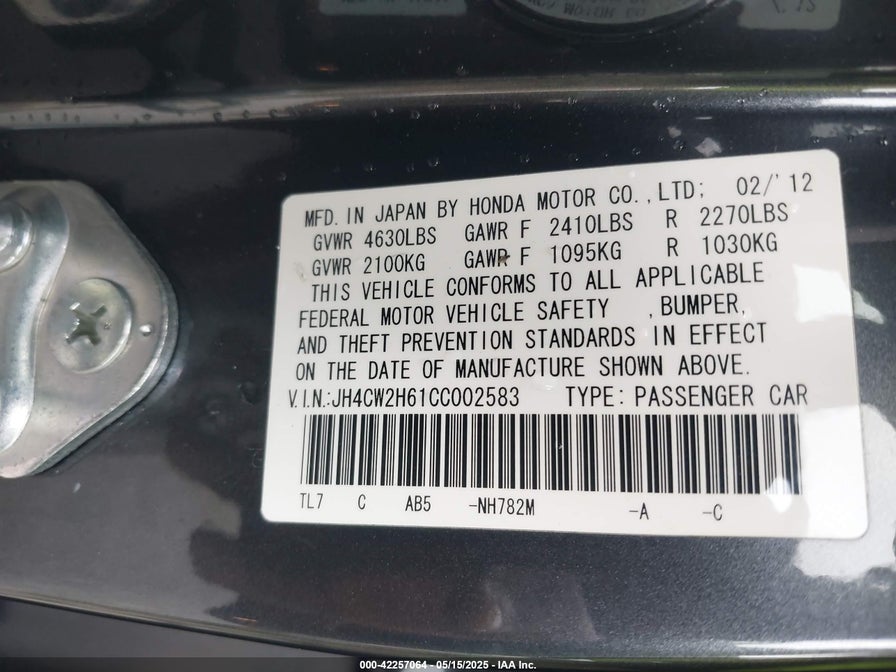 MFD. IN JAPAN BY HONDA MOTOR CO., LTD; 02/'12
GVWR 4630LBS GAWR F 2410LBS R 2270LBS
GVWR 2100KG GAWR F 1095KG R 1030KG
THIS VEHICLE CONFORMS TO ALL APPLICABLE
FEDERAL MOTOR VEHICLE SAFETY , BUMPER,
AND THEFT PREVENTION STANDARDS IN EFFECT
ON THE DATE OF MANUFACTURE SHOWN ABOVE.
V.I.N.:JH4CW2H61CC002583 TYPE: PASSENGER CAR
TL7 C AB5 -NH782M -A -C
000-42257064 - 05/15/2025 - IAA Inc.